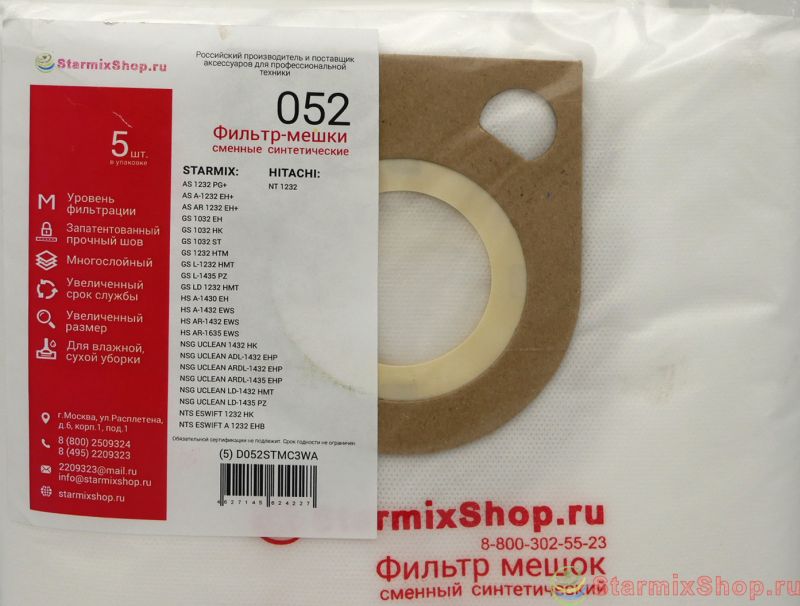 StarmixShop.ru
Российский производитель и поставщик
аксессуаров для профессиональной
техники
052
Фильтр-мешки
сменные синтетические
5 шт.
в упаковке
M Уровень
фильтрации
Запатентованный
прочный шов
Многослойный
Увеличенный
срок службы
Увеличенный
размер
Для влажной,
сухой уборки
г.Москва, ул.Расплетена,
д.6, корп.1, под.1
8 (800) 2509324
8 (495) 2209323
2209323@mail.ru
info@starmixshop.ru
starmixshop.ru
STARMIX:
AS 1232 PG+
AS A-1232 EH+
AS AR 1232 EH+
GS 1032 EH
GS 1032 HK
GS 1032 ST
GS 1232 HTM
GS L-1232 HMT
GS L-1435 PZ
GS LD 1232 HMT
HS A-1430 EH
HS A-1432 EWS
HS AR-1432 EWS
HS AR-1635 EWS
NSG UCLEAN 1432 HK
NSG UCLEAN ADL-1432 EHP
NSG UCLEAN ARDL-1432 EHP
NSG UCLEAN ARDL-1435 EHP
NSG UCLEAN LD-1432 HMT
NSG UCLEAN LD-1435 PZ
NTS ESWIFT 1232 HK
NTS ESWIFT A 1232 EHB
HITACHI:
NT 1232
Обязательной сертификации не подлежит. Срок годности не ограничен
(5) D052STMC3WA
4 627145 624227
StarmixShop.ru
8-800-302-55-23
Фильтр мешок
сменный синтетический
StarmixShop.ru